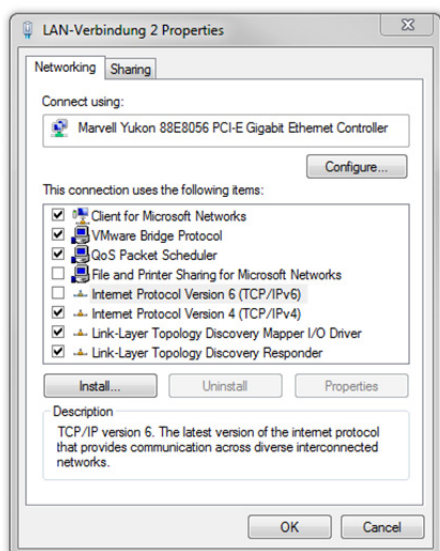 LAN-Verbindung 2 Properties
Networking
Sharing
Connect using:
Marvell Yukon 88E8056 PCI-E Gigabit Ethernet Controller
Configure...
This connection uses the following items:
Client for Microsoft Networks
VMware Bridge Protocol
QoS Packet Scheduler
File and Printer Sharing for Microsoft Networks
Internet Protocol Version 6 (TCP/IPv6)
Internet Protocol Version 4 (TCP/IPv4)
Link-Layer Topology Discovery Mapper I/O Driver
Link-Layer Topology Discovery Responder
Install...
Uninstall
Properties
Description
TCP/IP version 6. The latest version of the internet protocol
that provides communication across diverse interconnected
networks.
OK
Cancel